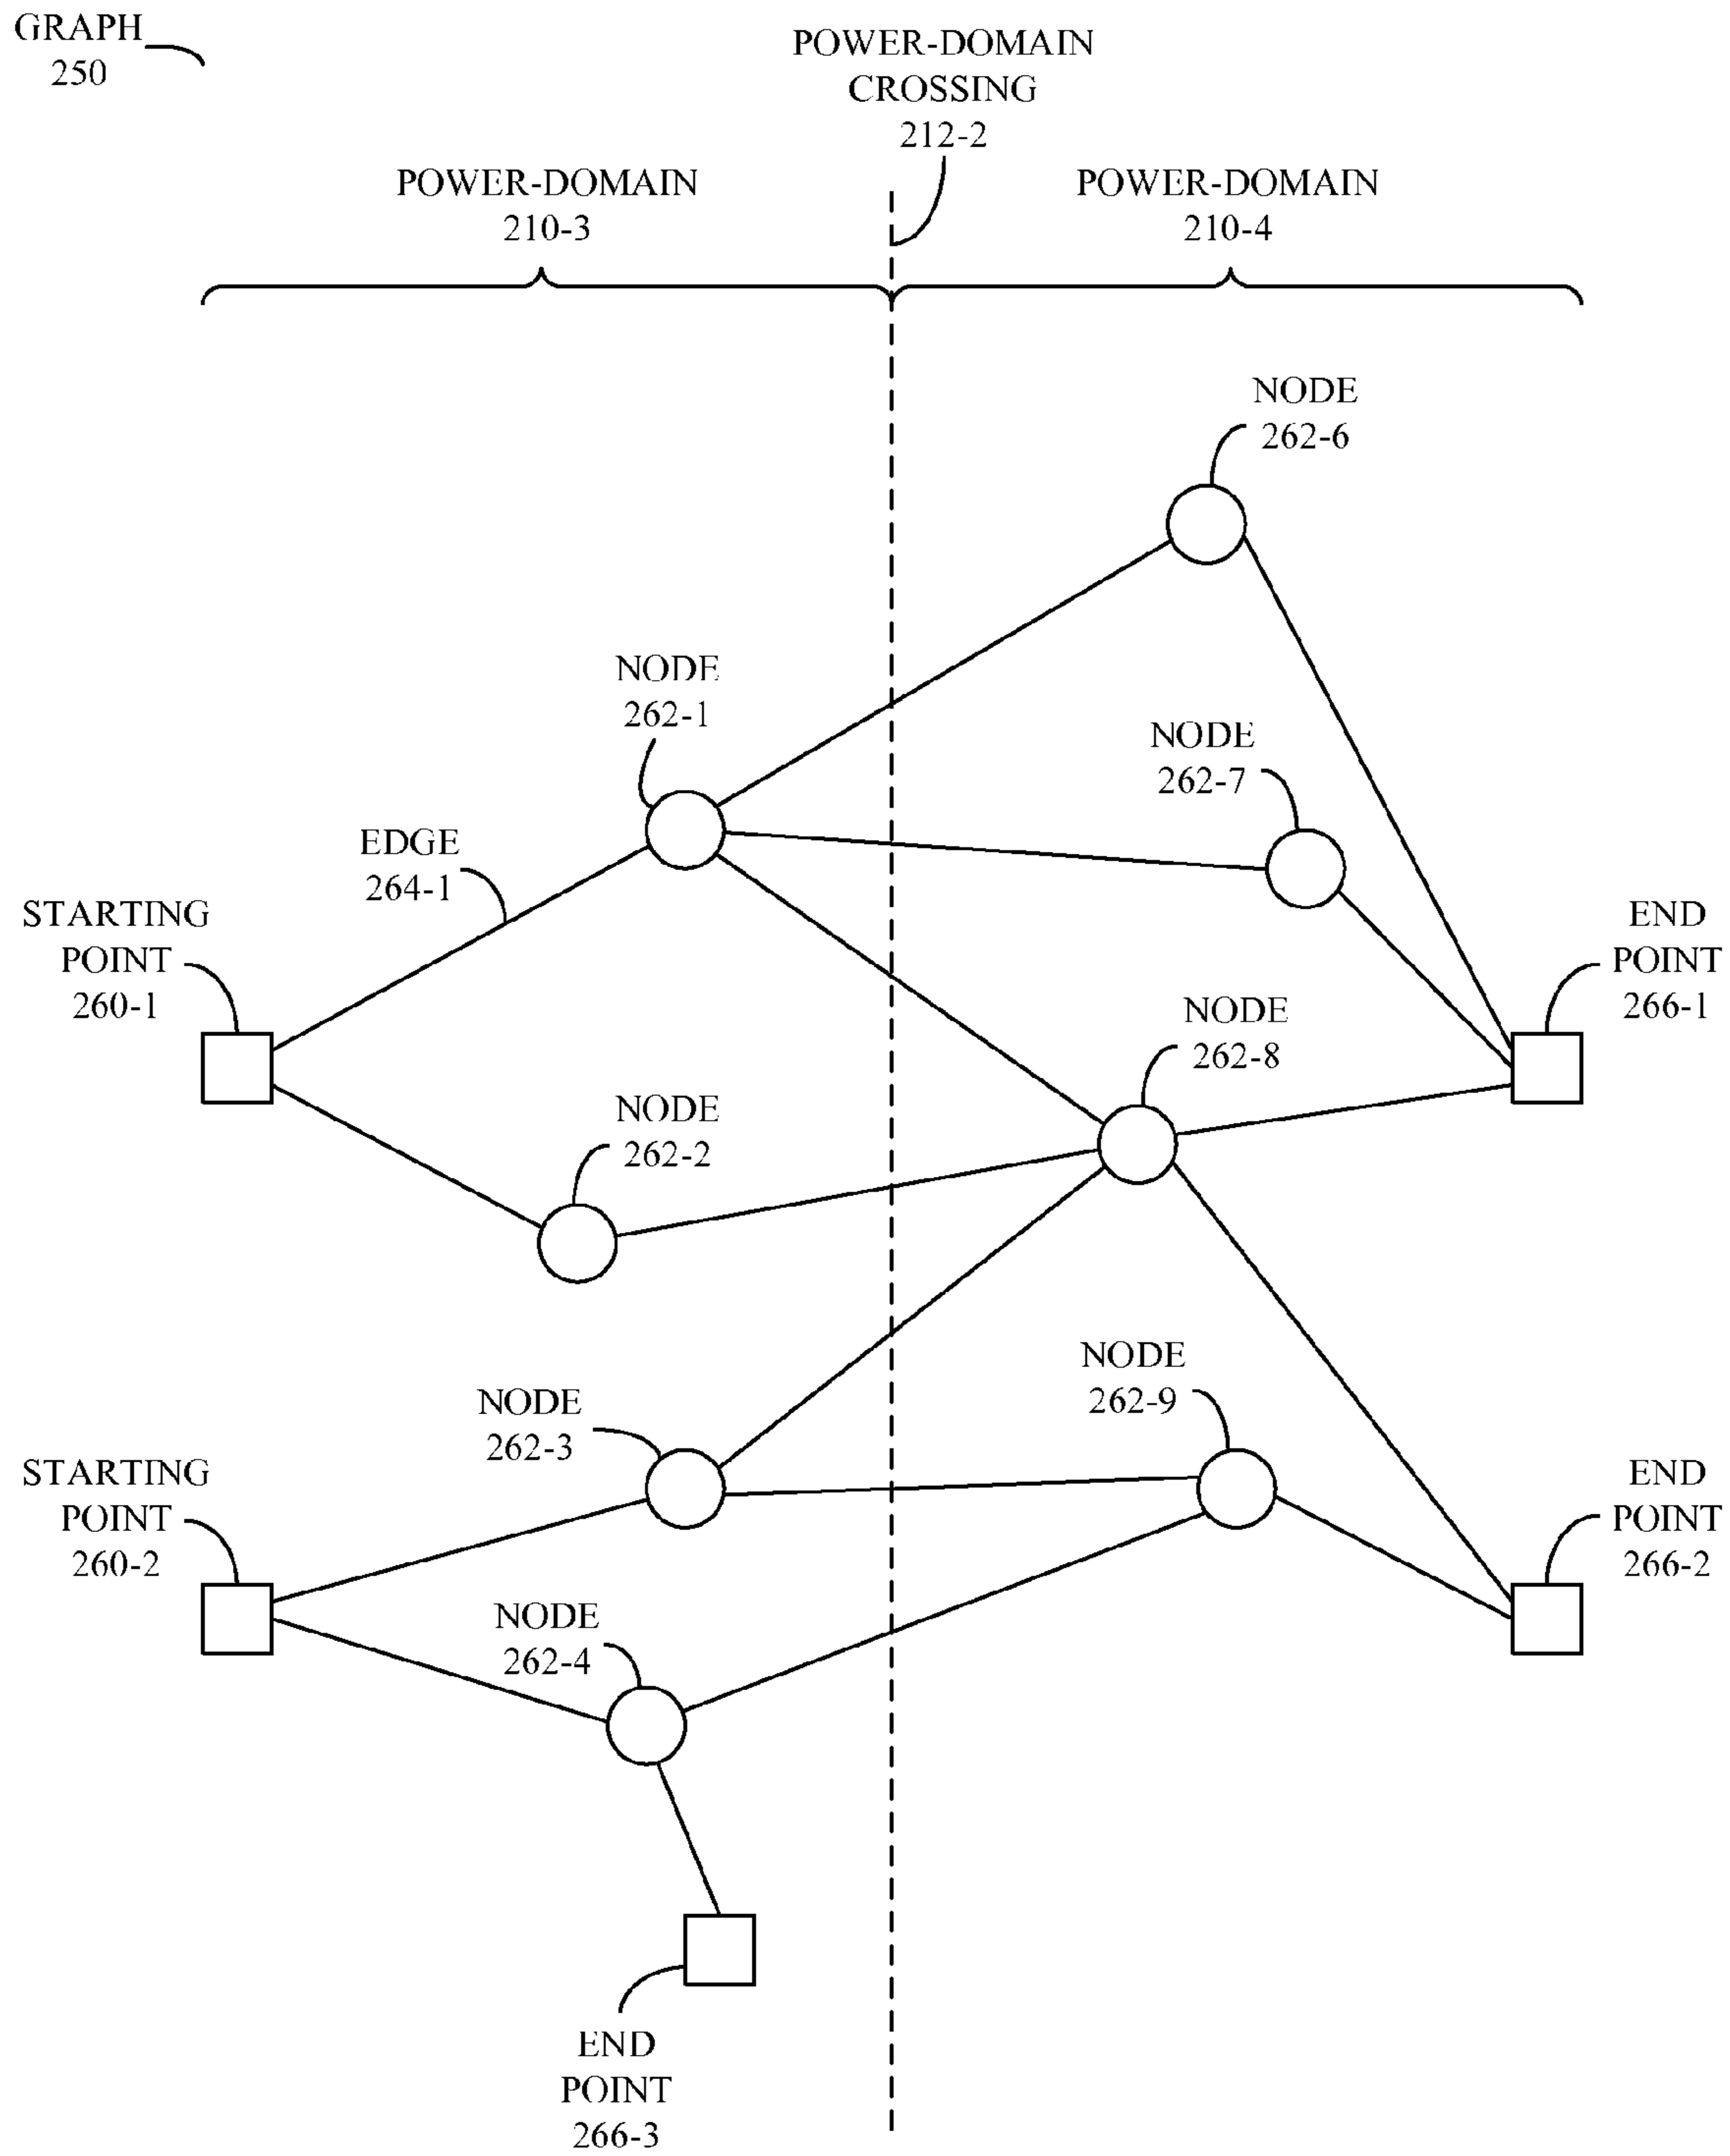 GRAPH
250
POWER-DOMAIN
CROSSING
212-2
POWER-DOMAIN
210-3
POWER-DOMAIN
210-4
NODE
262-6
NODE
262-1
NODE
262-7
EDGE
264-1
STARTING
POINT
260-1
END
POINT
266-1
NODE
262-8
NODE
262-2
NODE
262-9
NODE
262-3
STARTING
POINT
260-2
END
POINT
266-2
NODE
262-4
END
POINT
266-3